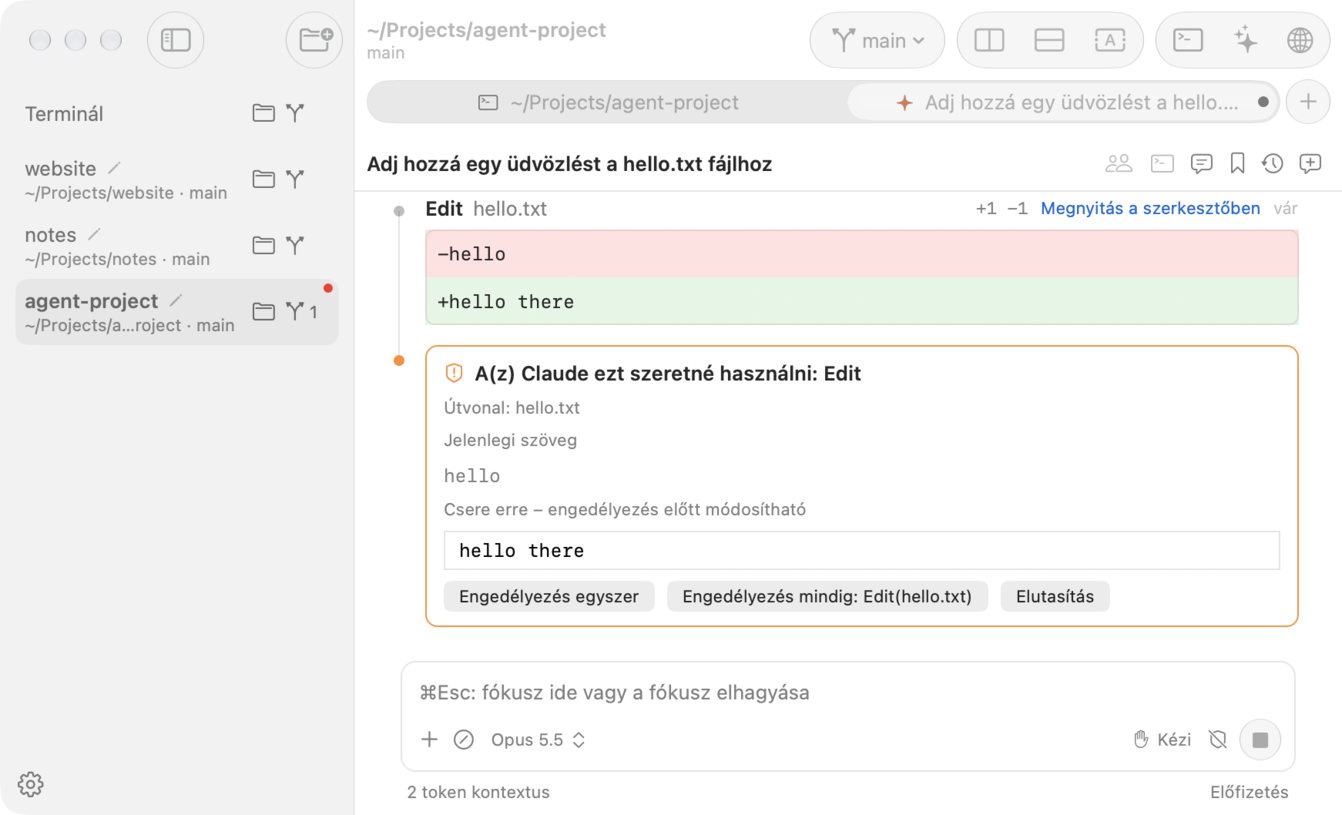 ~/Projects/agent-project
main
main
Terminál
~/Projects/agent-project
Adj hozzá egy üdvözlést a hello....
website
~/Projects/website · main
notes
~/Projects/notes · main
agent-project
~/Projects/a...roject · main
1
Adj hozzá egy üdvözlést a hello.txt fájlhoz
Edit hello.txt
+1 −1 Megnyitás a szerkesztőben vár
−hello
+hello there
A(z) Claude ezt szeretné használni: Edit
Útvonal: hello.txt
Jelenlegi szöveg
hello
Csere erre – engedélyezés előtt módosítható
hello there
Engedélyezés egyszer
Engedélyezés mindig: Edit(hello.txt)
Elutasítás
⌘Esc: fókusz ide vagy a fókusz elhagyása
Opus 5.5
Kézi
2 token kontextus
Előfizetés